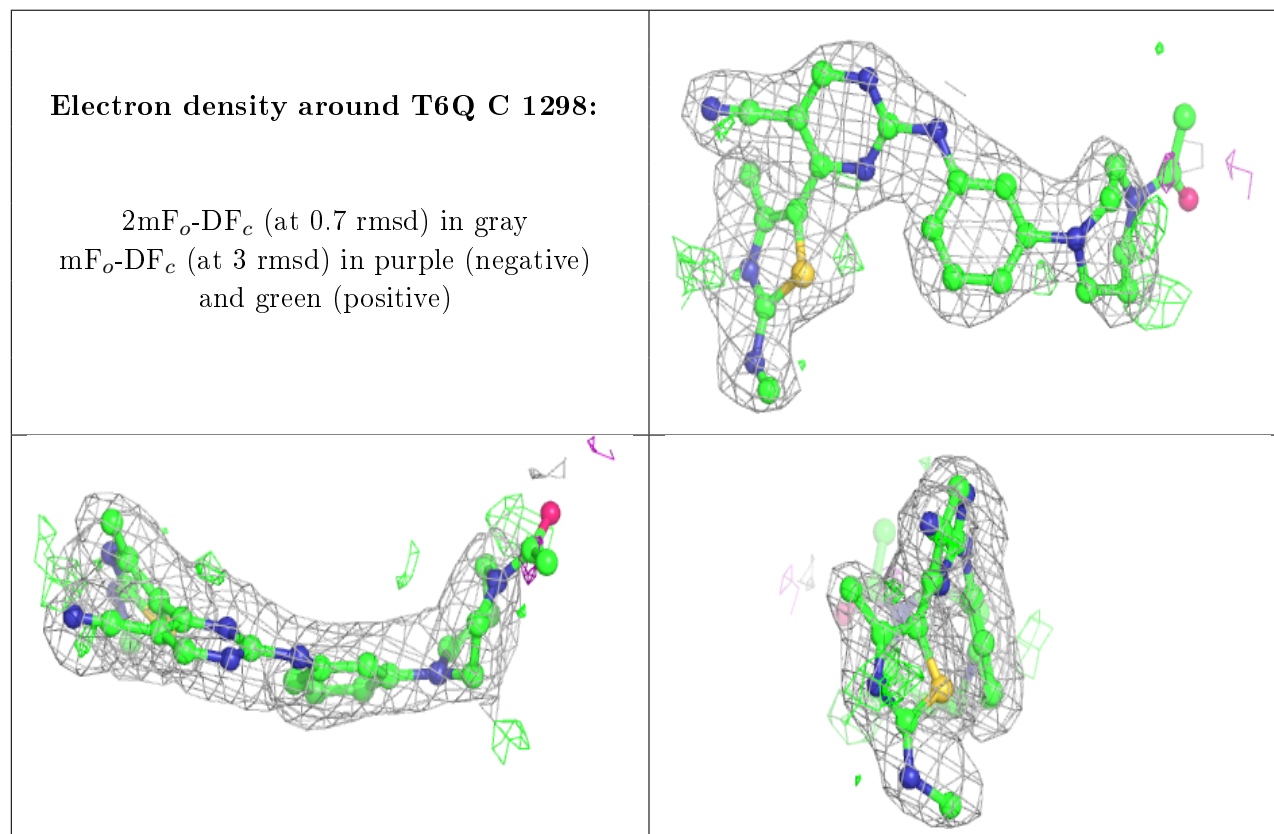 Electron density around T6Q C 1298:
2mFo-DFc (at 0.7 rmsd) in gray
mFo-DFc (at 3 rmsd) in purple (negative)
and green (positive)